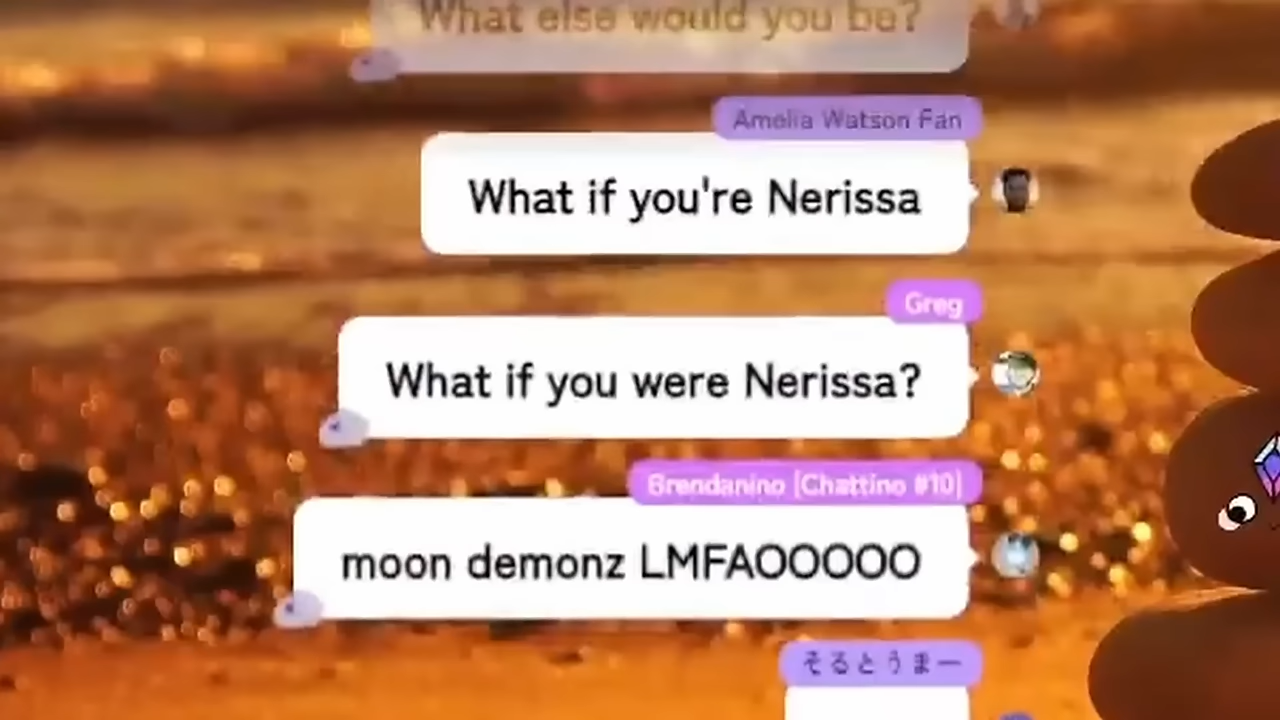 What else would you be?
Amelia Watson Fan
What if you're Nerissa
Greg
What if you were Nerissa?
Brendanino [Chattino #10]
moon demonz LMFAOOOOO
そるとうまー